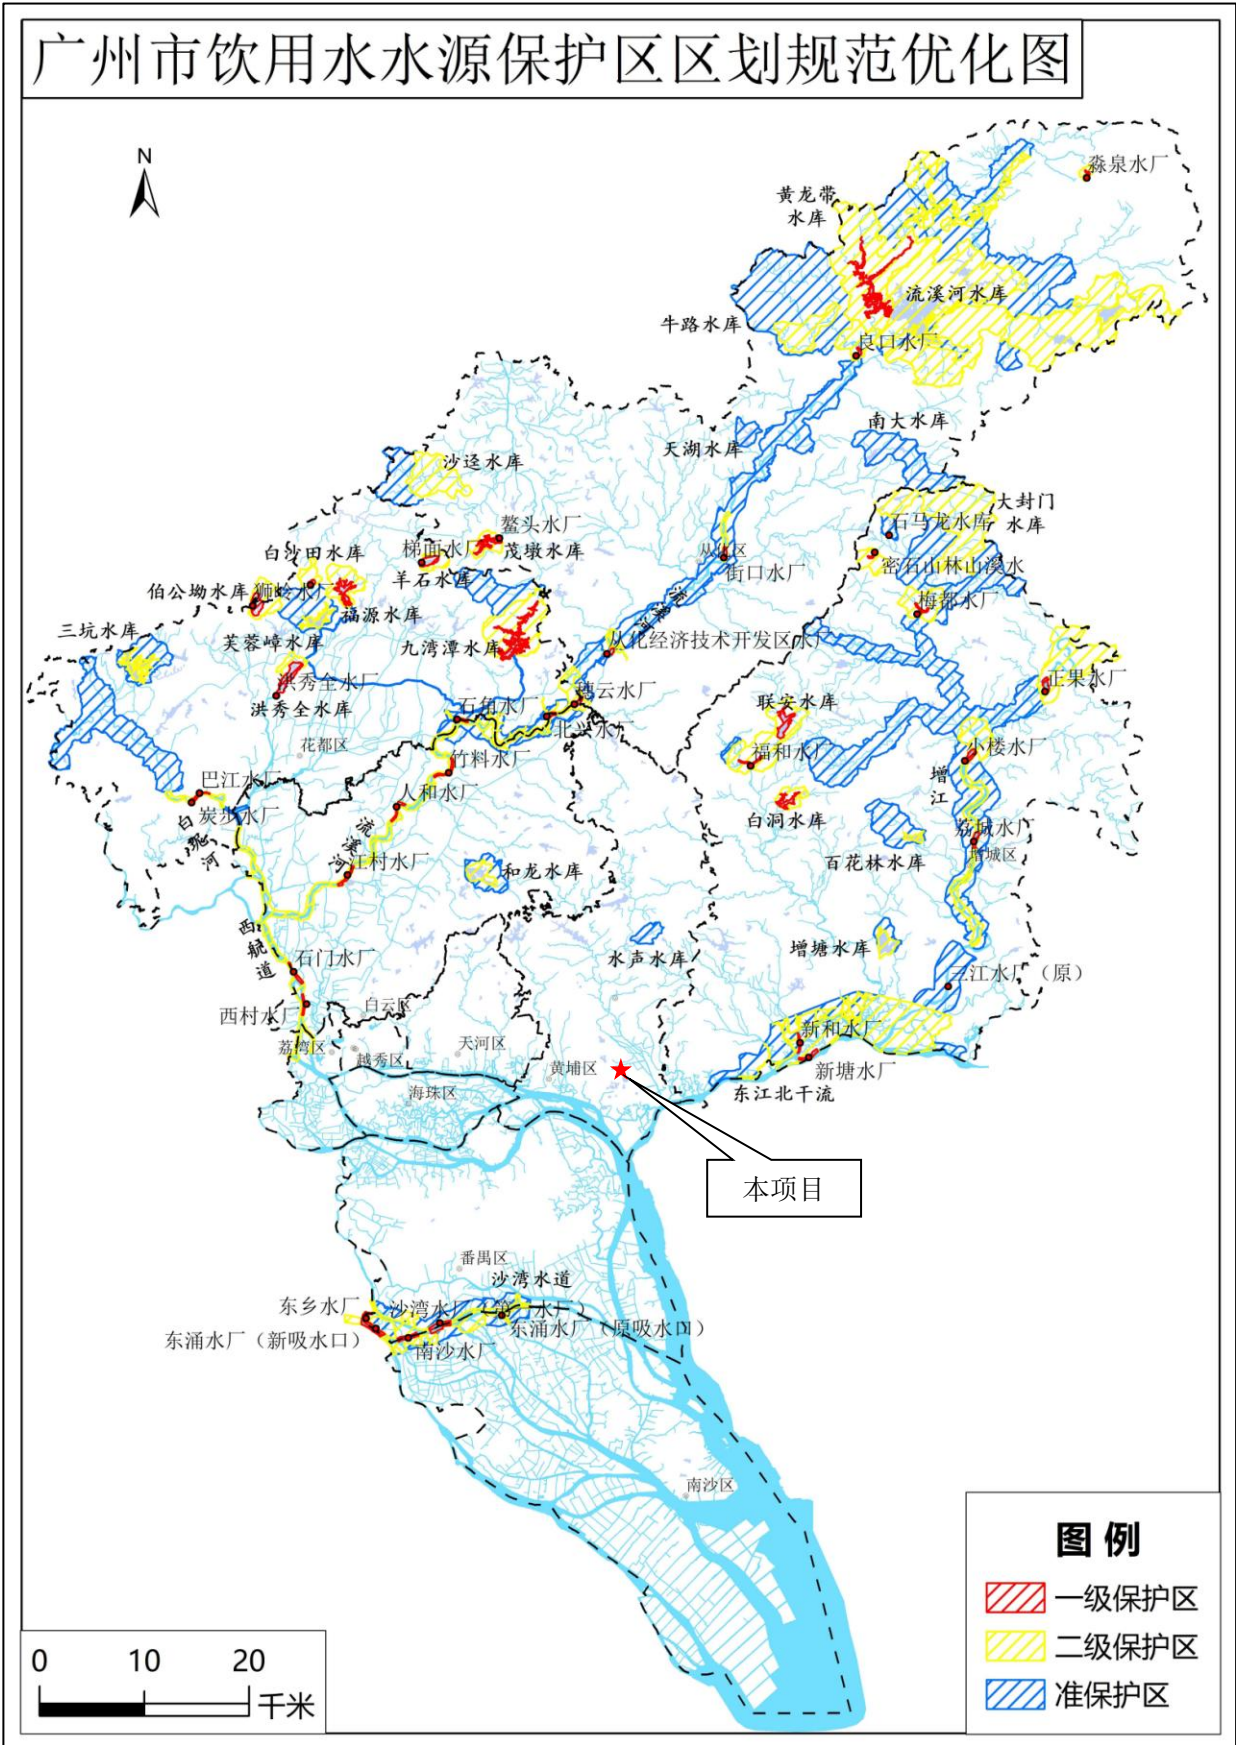 广州市饮用水水源保护区区划规范优化图
N
淼泉水厂
黄龙带
水库
流溪河水库
牛路水库
良口水厂
南大水库
天湖水库
沙迳水库
大封门
水库
石马龙水库
鳌头水厂
梯面水厂
茂墩水库
白沙田水库
从化区
街口水厂
密石山林山溪水
羊石水库
伯公坳水库
狮岭水厂
福源水库
梅都水厂
流溪河
三坑水库
芙蓉嶂水库
九湾潭水库
从化经济技术开发区水厂
洪秀全水厂
洪秀全水库
穗云水厂
正果水厂
石角水厂
北兴水厂
联安水库
花都区
福和水厂
小楼水厂
竹料水厂
巴江水厂
炭步水厂
人和水厂
增江
白坭河
白洞水库
荔城水厂
增城区
流溪河
江村水厂
和龙水库
百花林水库
西航道
水声水库
增塘水库
石门水厂
三江水厂（原）
西村水厂
白云区
新和水厂
荔湾区
越秀区
天河区
黄埔区
新塘水厂
海珠区
东江北干流
本项目
番禺区
沙湾水道
东乡水厂
沙湾水厂（第一水厂）
东涌水厂（新吸水口）
东涌水厂（原吸水口）
南沙水厂
南沙区
图 例
一级保护区
二级保护区
准保护区
0 10 20
千米